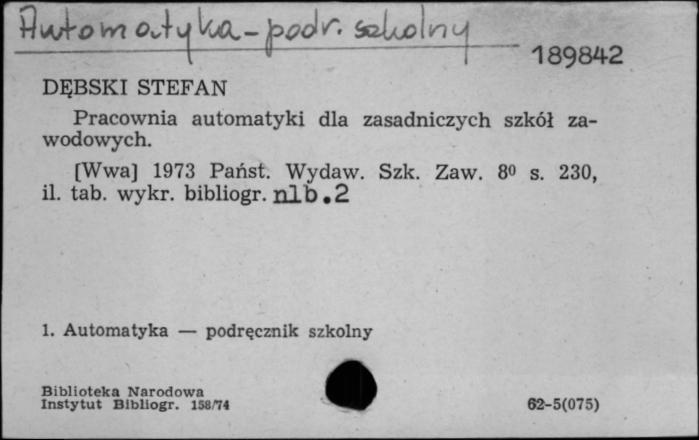 Automatyka - podr. szkolny
189842
DĘBSKI STEFAN
Pracownia automatyki dla zasadniczych szkół za-
wodowych.
[Wwa] 1973 Państ. Wydaw. Szk. Zaw. 8⁰ s. 230,
il. tab. wykr. bibliogr. nlb.2
1. Automatyka — podręcznik szkolny
Biblioteka Narodowa
Instytut Bibliogr. 158/74
62-5(075)